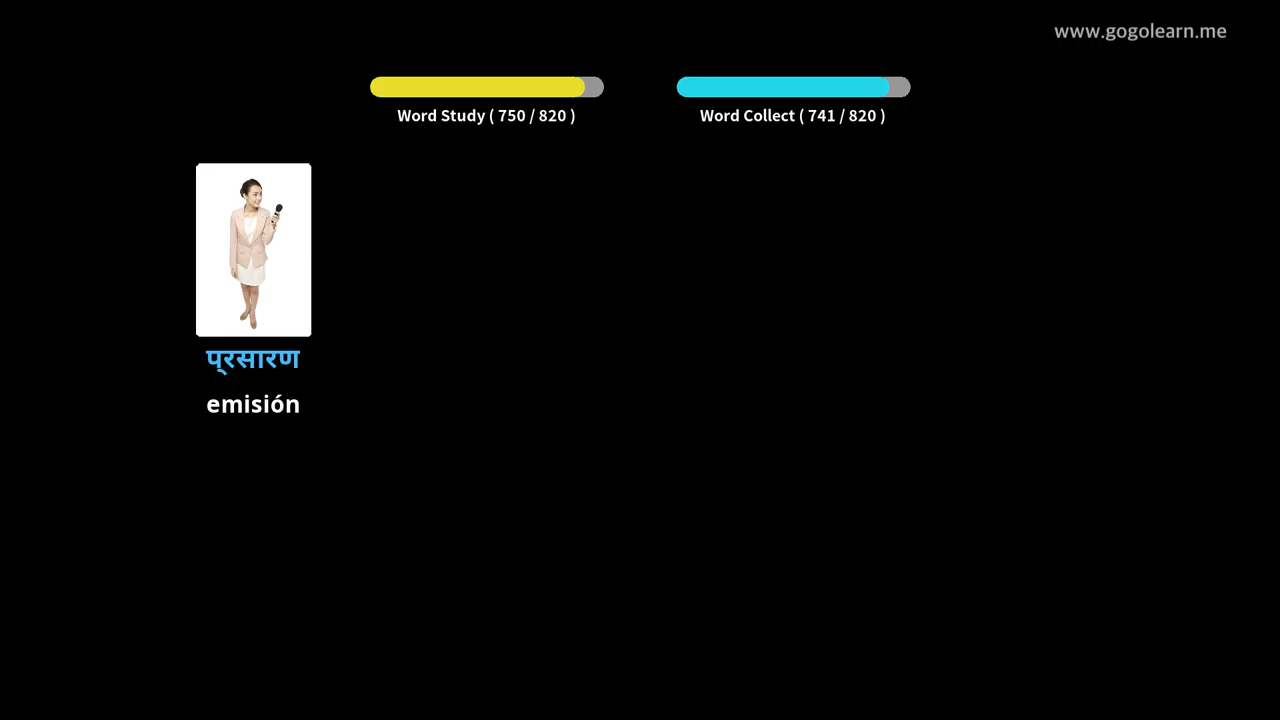 www.gogolearn.me
Word Study ( 750 / 820 )
Word Collect ( 741 / 820 )
प्रसारण
emisión